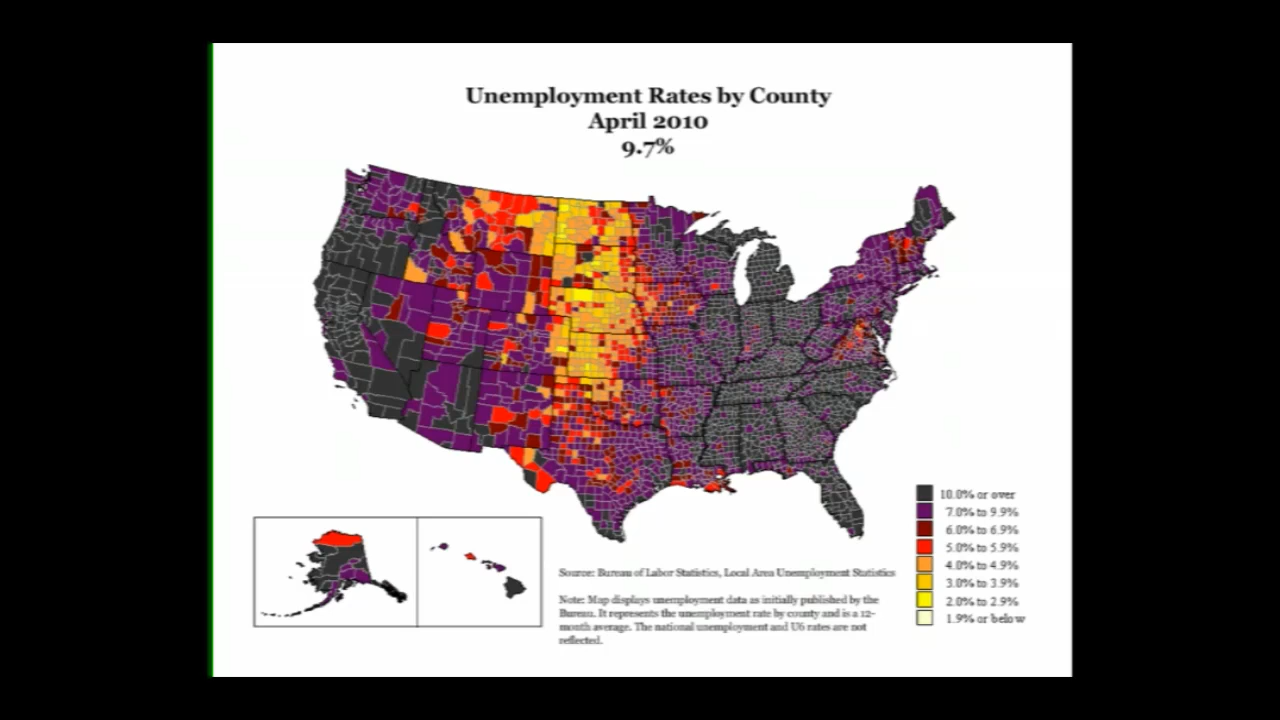 Unemployment Rates by County
April 2010
9.7%
10.0% or over
7.0% to 9.9%
6.0% to 6.9%
5.0% to 5.9%
4.0% to 4.9%
3.0% to 3.9%
2.0% to 2.9%
1.9% or below
Source: Bureau of Labor Statistics, Local Area Unemployment Statistics
Note: Map displays unemployment data as initially published by the
Bureau. It represents the unemployment rate by county and is a 12-
month average. The national unemployment and U6 rates are not
reflected.